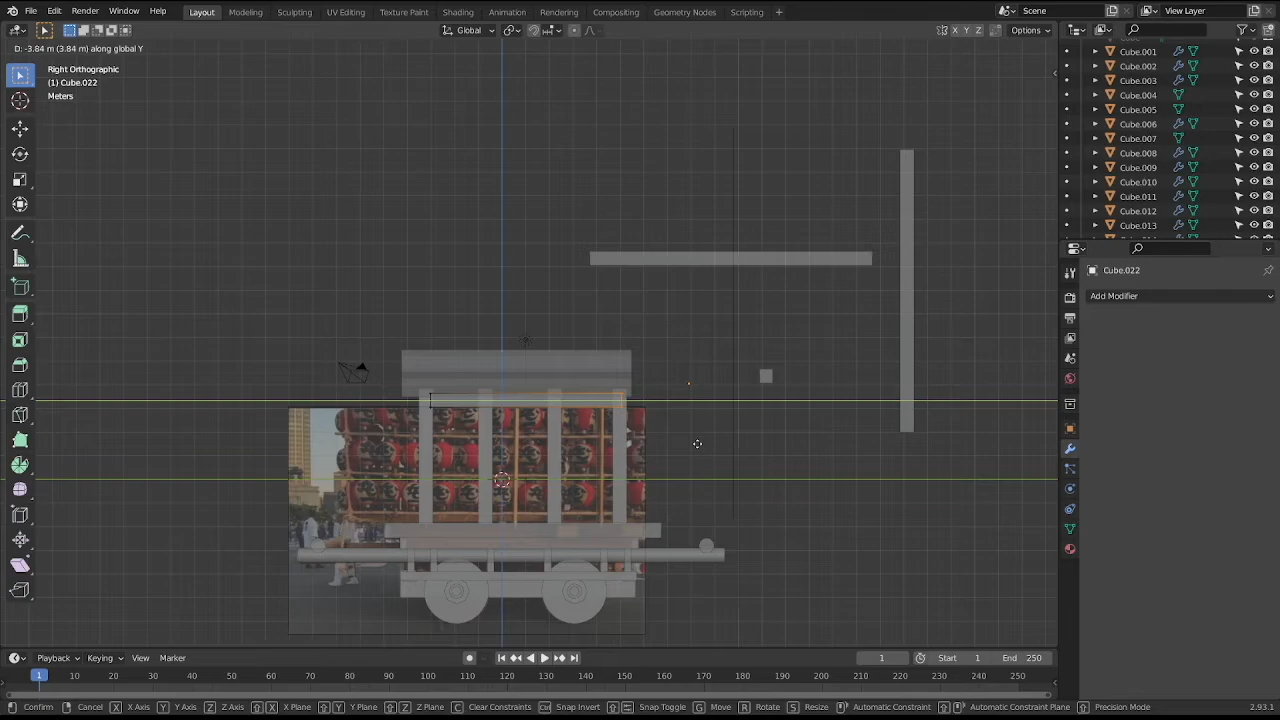 File Edit Render Window Help Layout Modeling Sculpting UV Editing Texture Paint Shading Animation Rendering Compositing Geometry Nodes Scripting + Scene View Layer
Global X Y Z Options
D: -3.84 m (3.84 m) along global Y
Right Orthographic
(1) Cube.022
Meters
Cube.001
Cube.002
Cube.003
Cube.004
Cube.005
Cube.006
Cube.007
Cube.008
Cube.009
Cube.010
Cube.011
Cube.012
Cube.013
Cube.022
Add Modifier
Playback Keying View Marker 1 Start 1 End 250
1 10 20 30 40 50 60 70 80 90 100 110 120 130 140 150 160 170 180 190 200 210 220 230 240 250
Confirm Cancel X X Axis Y Y Axis Z Z Axis X X Plane Y Y Plane Z Z Plane C Clear Constraints Snap Invert Snap Toggle G Move R Rotate S Resize Automatic Constraint Automatic Constraint Plane Precision Mode 2.93.1